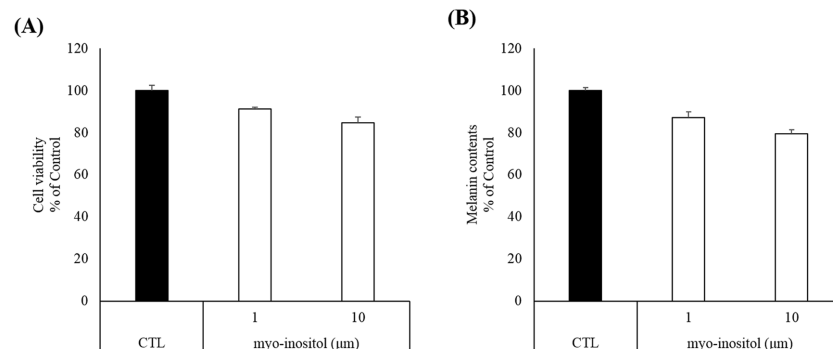 (A)
120
100
80
60
40
20
0
Cell viability
% of Control
1 10
CTL myo-inositol (μm)
(B)
120
100
80
60
40
20
0
Melanin contents
% of Control
1 10
CTL myo-inositol (μm)